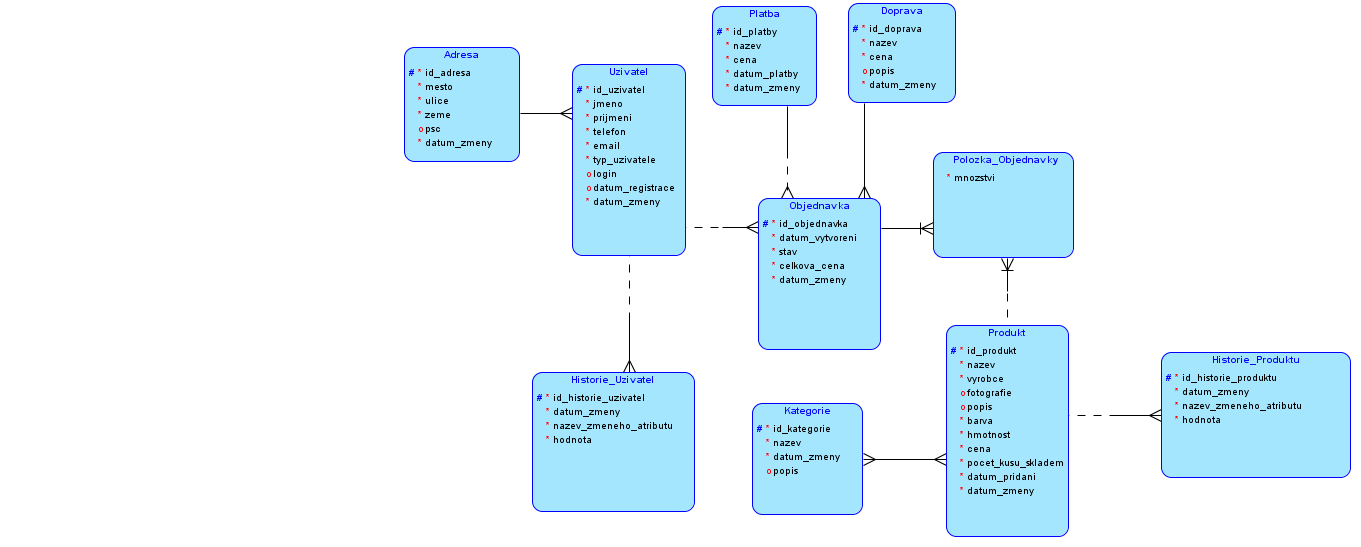 Platba
# * id_platby
* nazev
* cena
* datum_platby
* datum_zmeny
Doprava
# * id_doprava
* nazev
* cena
o popis
* datum_zmeny
Adresa
# * id_adresa
* mesto
* ulice
* zeme
o psc
* datum_zmeny
Uzivatel
# * id_uzivatel
* jmeno
* prijmeni
* telefon
* email
* typ_uzivatele
o login
o datum_registrace
* datum_zmeny
Polozka_Objednavky
* mnozstvi
Objednavka
# * id_objednavka
* datum_vytvoreni
* stav
* celkova_cena
* datum_zmeny
Produkt
# * id_produkt
* nazev
* vyrobce
o fotografie
o popis
* barva
* hmotnost
* cena
* pocet_kusu_skladem
* datum_pridani
* datum_zmeny
Historie_Produktu
# * id_historie_produktu
* datum_zmeny
* nazev_zmeneho_atributu
* hodnota
Historie_Uzivatel
# * id_historie_uzivatel
* datum_zmeny
* nazev_zmeneho_atributu
* hodnota
Kategorie
# * id_kategorie
* nazev
* datum_zmeny
o popis